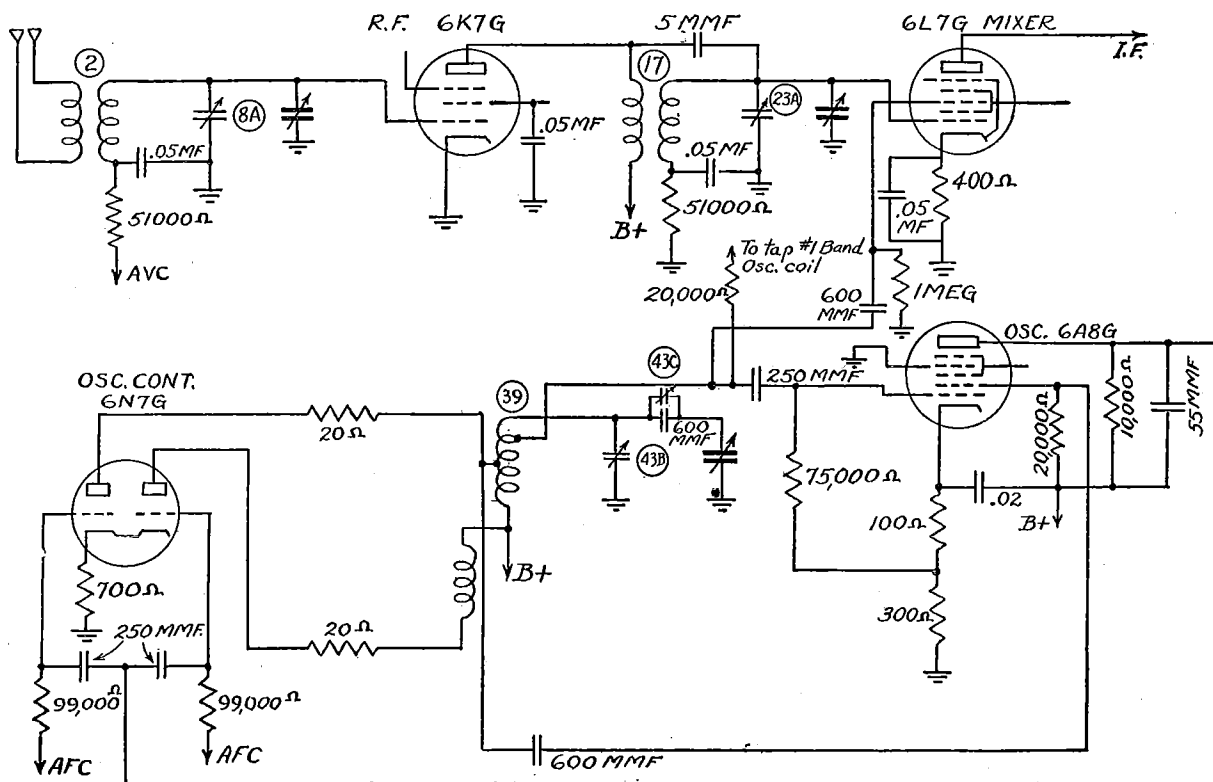 R.F. 6K7G
5 MMF
6L7G MIXER
I.F.
2
17
8A
23A
.05MF
.05MF
.05MF
51000Ω
AVC
B+
51000Ω
400Ω
.05
MF
To tap #1 Band
Osc. coil
20,000Ω
600
MMF
1MEG
OSC. 6A8G
OSC. CONT.
6N7G
39
43C
250 MMF
20Ω
600
MMF
43B
75,000Ω
20,000Ω
10,000Ω
55MMF
.02
100Ω
B+
B+
700Ω
300Ω
20Ω
250 MMF.
99,000Ω
99,000Ω
AFC
AFC
600 MMF